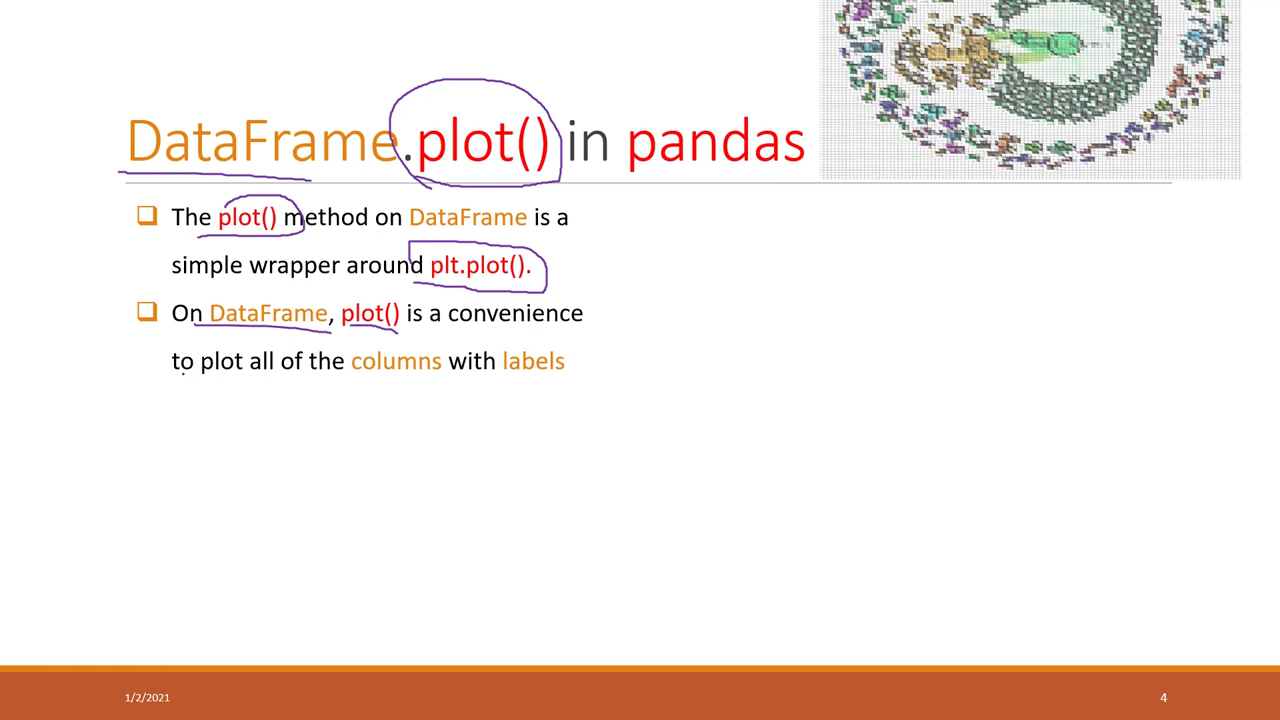 DataFrame.plot() in pandas
The plot() method on DataFrame is a
simple wrapper around plt.plot().
On DataFrame, plot() is a convenience
to plot all of the columns with labels
1/2/2021
4